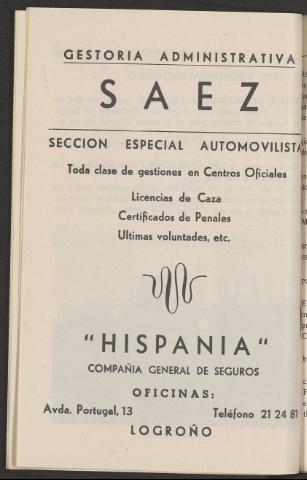 GESTORIA ADMINISTRATIVA
SAEZ
SECCION ESPECIAL AUTOMOVILISTA
Toda clase de gestiones en Centros Oficiales
Licencias de Caza
Certificados de Penales
Ultimas voluntades, etc.
"HISPANIA"
COMPAÑIA GENERAL DE SEGUROS
OFICINAS:
Avda. Portugal, 13 Teléfono 21 24 81
LOGROÑO